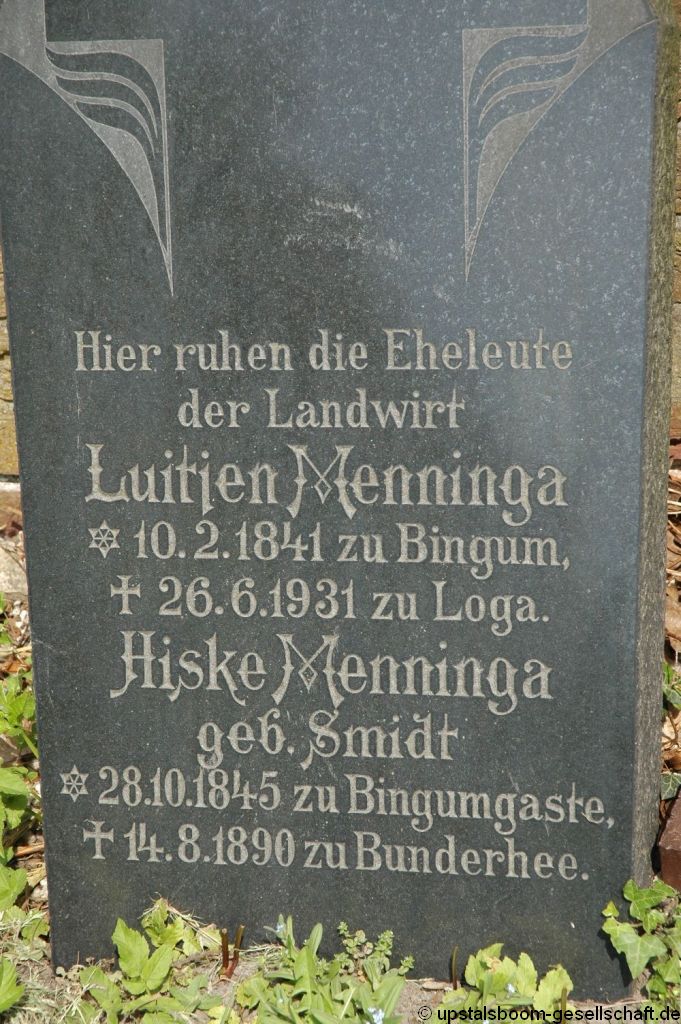 Hier ruhen die Eheleute
der Landwirt
Luitjen Menninga
✡ 10.2.1841 zu Bingum,
✝ 26.6.1931 zu Loga.
Hiske Menninga
geb. Smidt
✡ 28.10.1845 zu Bingumgaste,
✝ 14.8.1890 zu Bunderhee.
© upstalsboom-gesellschaft.de